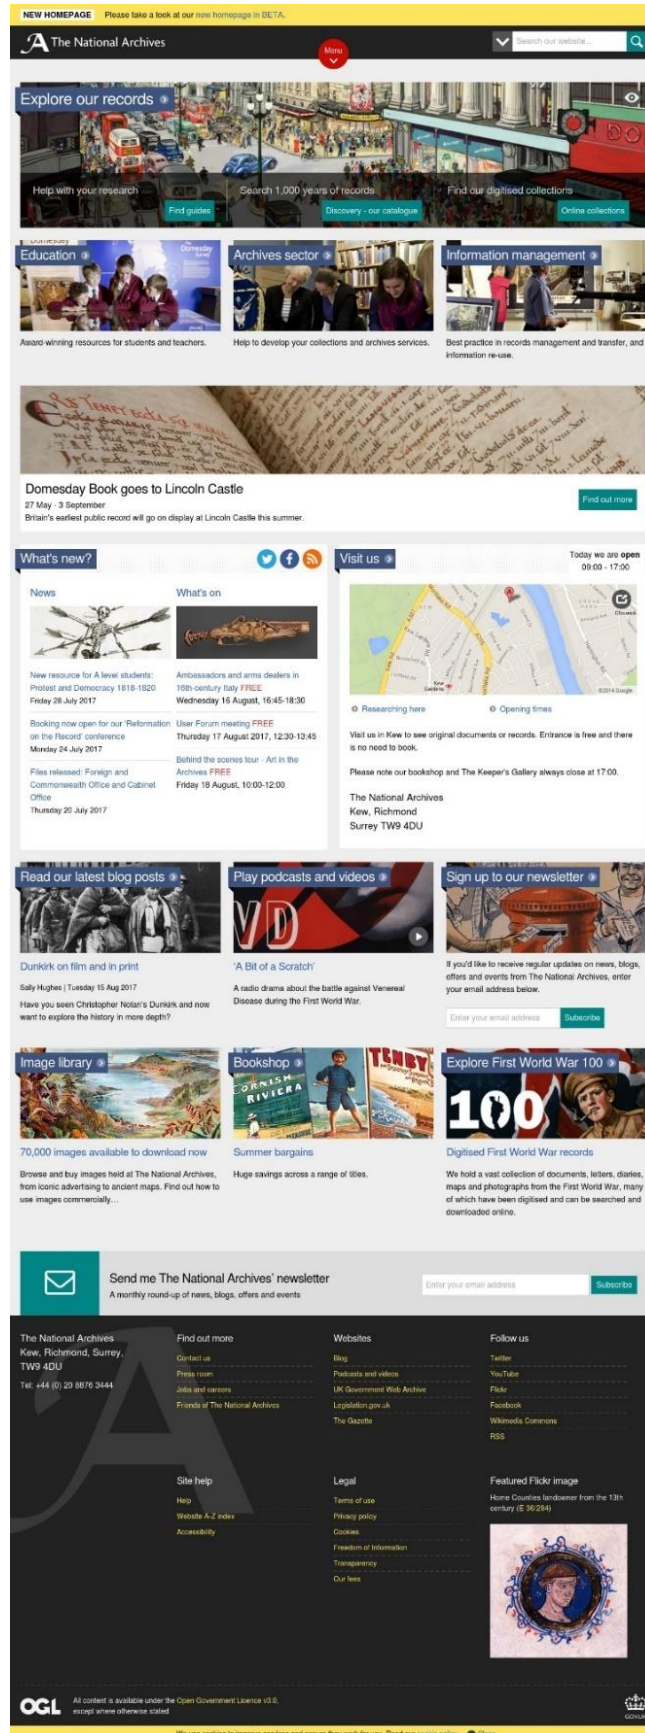 NEW HOMEPAGE Please take a look at our new homepage in BETA.
The National Archives
Menu
Search our website...
Explore our records
Help with your research
Find guides
Search 1,000 years of records
Discovery - our catalogue
Find our digitised collections
Online collections
Education
Award-winning resources for students and teachers.
Archives sector
Help to develop your collections and archives services.
Information management
Best practice in records management and transfer, and
information re-use.
Domesday Book goes to Lincoln Castle
27 May - 3 September
Britain's earliest public record will go on display at Lincoln Castle this summer.
Find out more
What's new?
News
New resource for A level students:
Protest and Democracy 1818-1820
Friday 28 July 2017
Booking now open for our 'Reformation
on the Record' conference
Monday 24 July 2017
Files released: Foreign and
Commonwealth Office and Cabinet
Office
Thursday 20 July 2017
What's on
Ambassadors and arms dealers in
16th-century Italy FREE
Wednesday 16 August, 16:45-18:30
User Forum meeting FREE
Thursday 17 August 2017, 12:30-13:45
Behind the scenes tour - Art in the
Archives FREE
Friday 18 August, 10:00-12:00
Visit us
Today we are open
09:00 - 17:00
Kew
Gardens
©2014 Google
Researching here
Opening times
Visit us in Kew to see original documents or records. Entrance is free and there
is no need to book.
Please note our bookshop and The Keeper's Gallery always close at 17:00.
The National Archives
Kew, Richmond
Surrey TW9 4DU
Read our latest blog posts
Dunkirk on film and in print
Sally Hughes | Tuesday 15 Aug 2017
Have you seen Christopher Nolan's Dunkirk and now
want to explore the history in more depth?
Play podcasts and videos
VD
'A Bit of a Scratch'
A radio drama about the battle against Venereal
Disease during the First World War.
Sign up to our newsletter
If you'd like to receive regular updates on news, blogs,
offers and events from The National Archives, enter
your email address below.
Enter your email address
Subscribe
Image library
70,000 images available to download now
Browse and buy images held at The National Archives,
from iconic advertising to ancient maps. Find out how to
use images commercially…
Bookshop
CORNISH
RIVIERA
TENBY
Summer bargains
Huge savings across a range of titles.
Explore First World War 100
100
Digitised First World War records
We hold a vast collection of documents, letters, diaries,
maps and photographs from the First World War, many
of which have been digitised and can be searched and
downloaded online.
Send me The National Archives' newsletter
A monthly round-up of news, blogs, offers and events
Enter your email address
Subscribe
The National Archives
Kew, Richmond, Surrey,
TW9 4DU
Tel: +44 (0) 20 8876 3444
Find out more
Contact us
Press room
Jobs and careers
Friends of The National Archives
Websites
Blog
Podcasts and videos
UK Government Web Archive
Legislation.gov.uk
The Gazette
Follow us
Twitter
YouTube
Flickr
Facebook
Wikimedia Commons
RSS
Site help
Help
Website A-Z index
Accessibility
Legal
Terms of use
Privacy policy
Cookies
Freedom of Information
Transparency
Our fees
Featured Flickr image
Home Counties landowner from the 13th
century (E 36/284)
OGL
All content is available under the Open Government Licence v3.0,
except where otherwise stated
GOV.UK